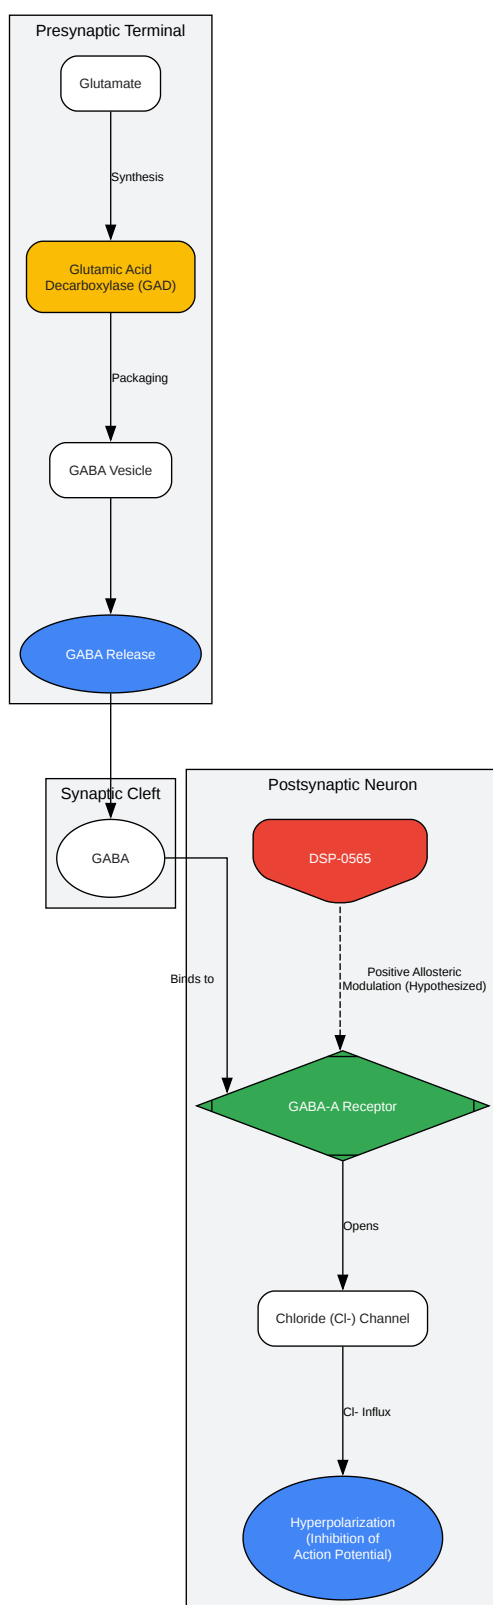 Presynaptic Terminal
Glutamate
Synthesis
Glutamic Acid
Decarboxylase (GAD)
Packaging
GABA Vesicle
GABA Release
Synaptic Cleft
GABA
Binds to
Postsynaptic Neuron
DSP-0565
Positive Allosteric
Modulation (Hypothesized)
GABA-A Receptor
Opens
Chloride (Cl-) Channel
Cl- Influx
Hyperpolarization
(Inhibition of
Action Potential)